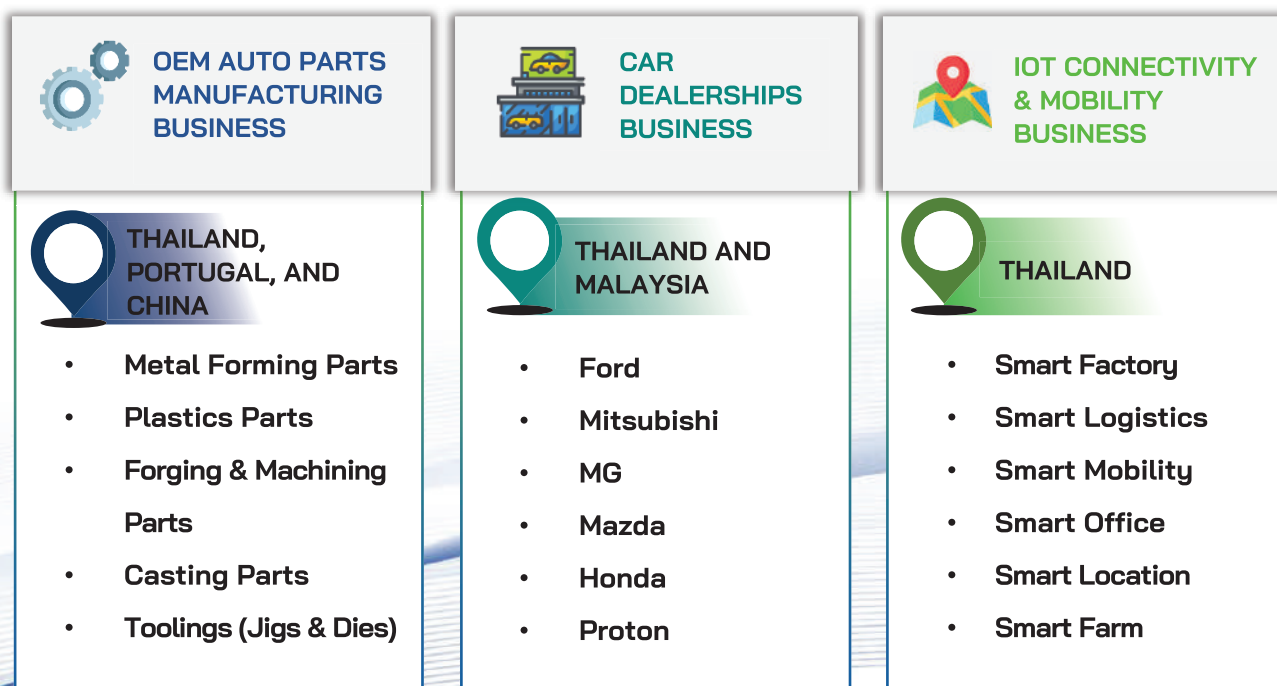 OEM AUTO PARTS
MANUFACTURING
BUSINESS
THAILAND,
PORTUGAL, AND
CHINA
• Metal Forming Parts
• Plastics Parts
• Forging & Machining
Parts
• Casting Parts
• Toolings (Jigs & Dies)
CAR
DEALERSHIPS
BUSINESS
THAILAND AND
MALAYSIA
• Ford
• Mitsubishi
• MG
• Mazda
• Honda
• Proton
IOT CONNECTIVITY
& MOBILITY
BUSINESS
THAILAND
• Smart Factory
• Smart Logistics
• Smart Mobility
• Smart Office
• Smart Location
• Smart Farm